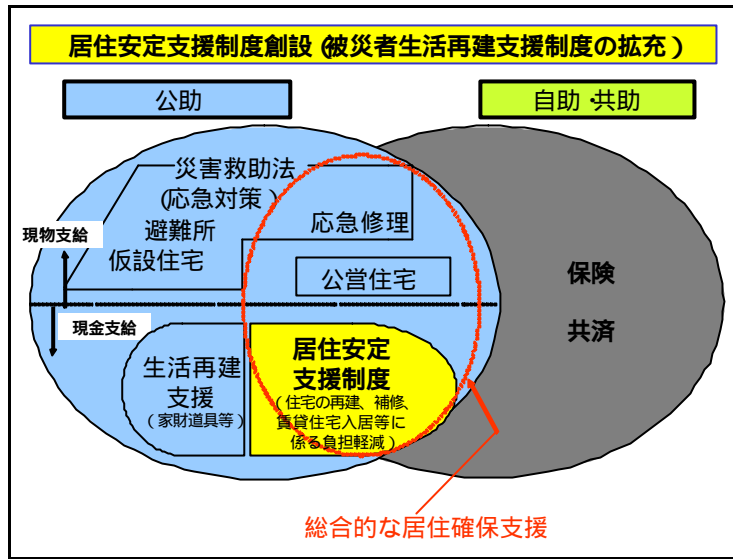 居住安定支援制度創設（被災者生活再建支援制度の拡充）
公助
自助・共助
災害救助法
（応急対策）
避難所
仮設住宅
応急修理
公営住宅
現物支給
現金支給
生活再建
支援
（家財道具等）
居住安定
支援制度
（住宅の再建、補修、
賃貸住宅入居等に
係る負担軽減）
保険
共済
総合的な居住確保支援